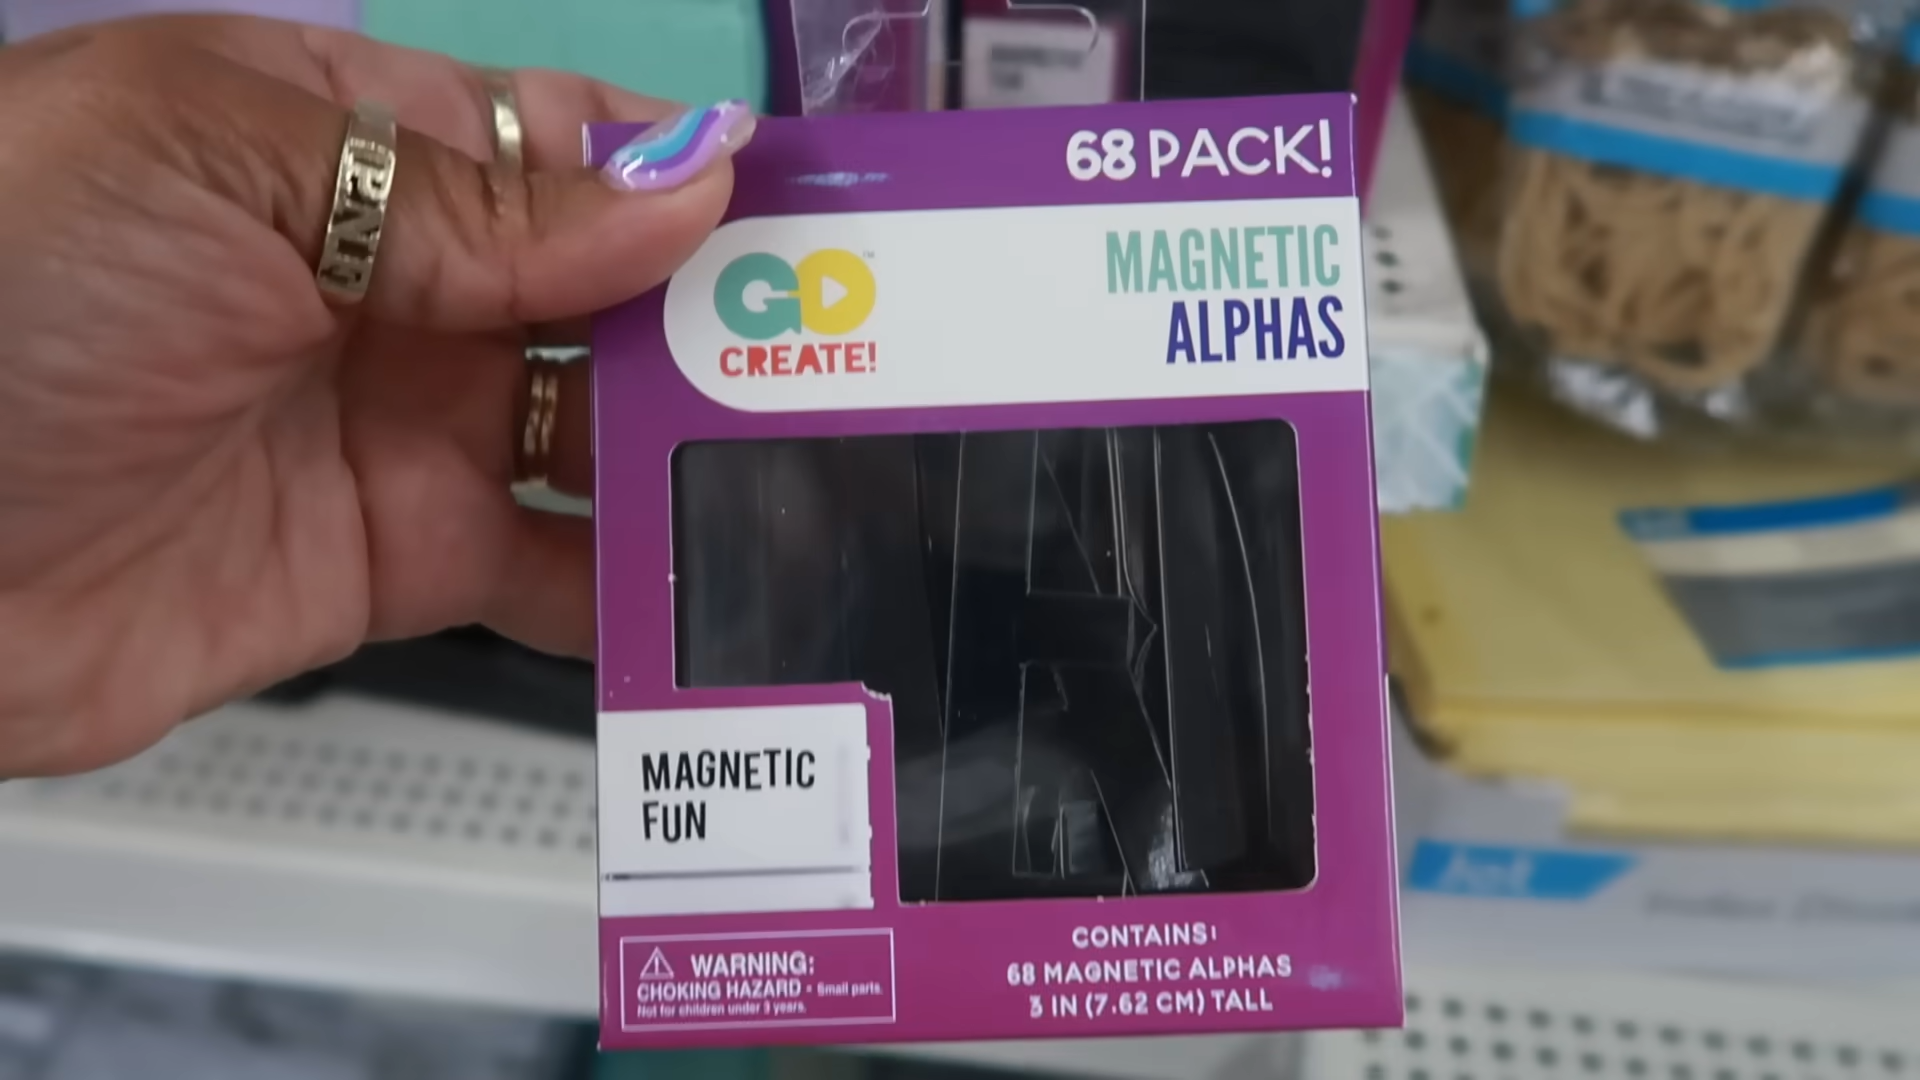 68 PACK!
GO
CREATE!
™
MAGNETIC
ALPHAS
MAGNETIC
FUN
WARNING:
CHOKING HAZARD - Small parts.
Not for children under 3 years.
CONTAINS:
68 MAGNETIC ALPHAS
3 IN (7.62 CM) TALL